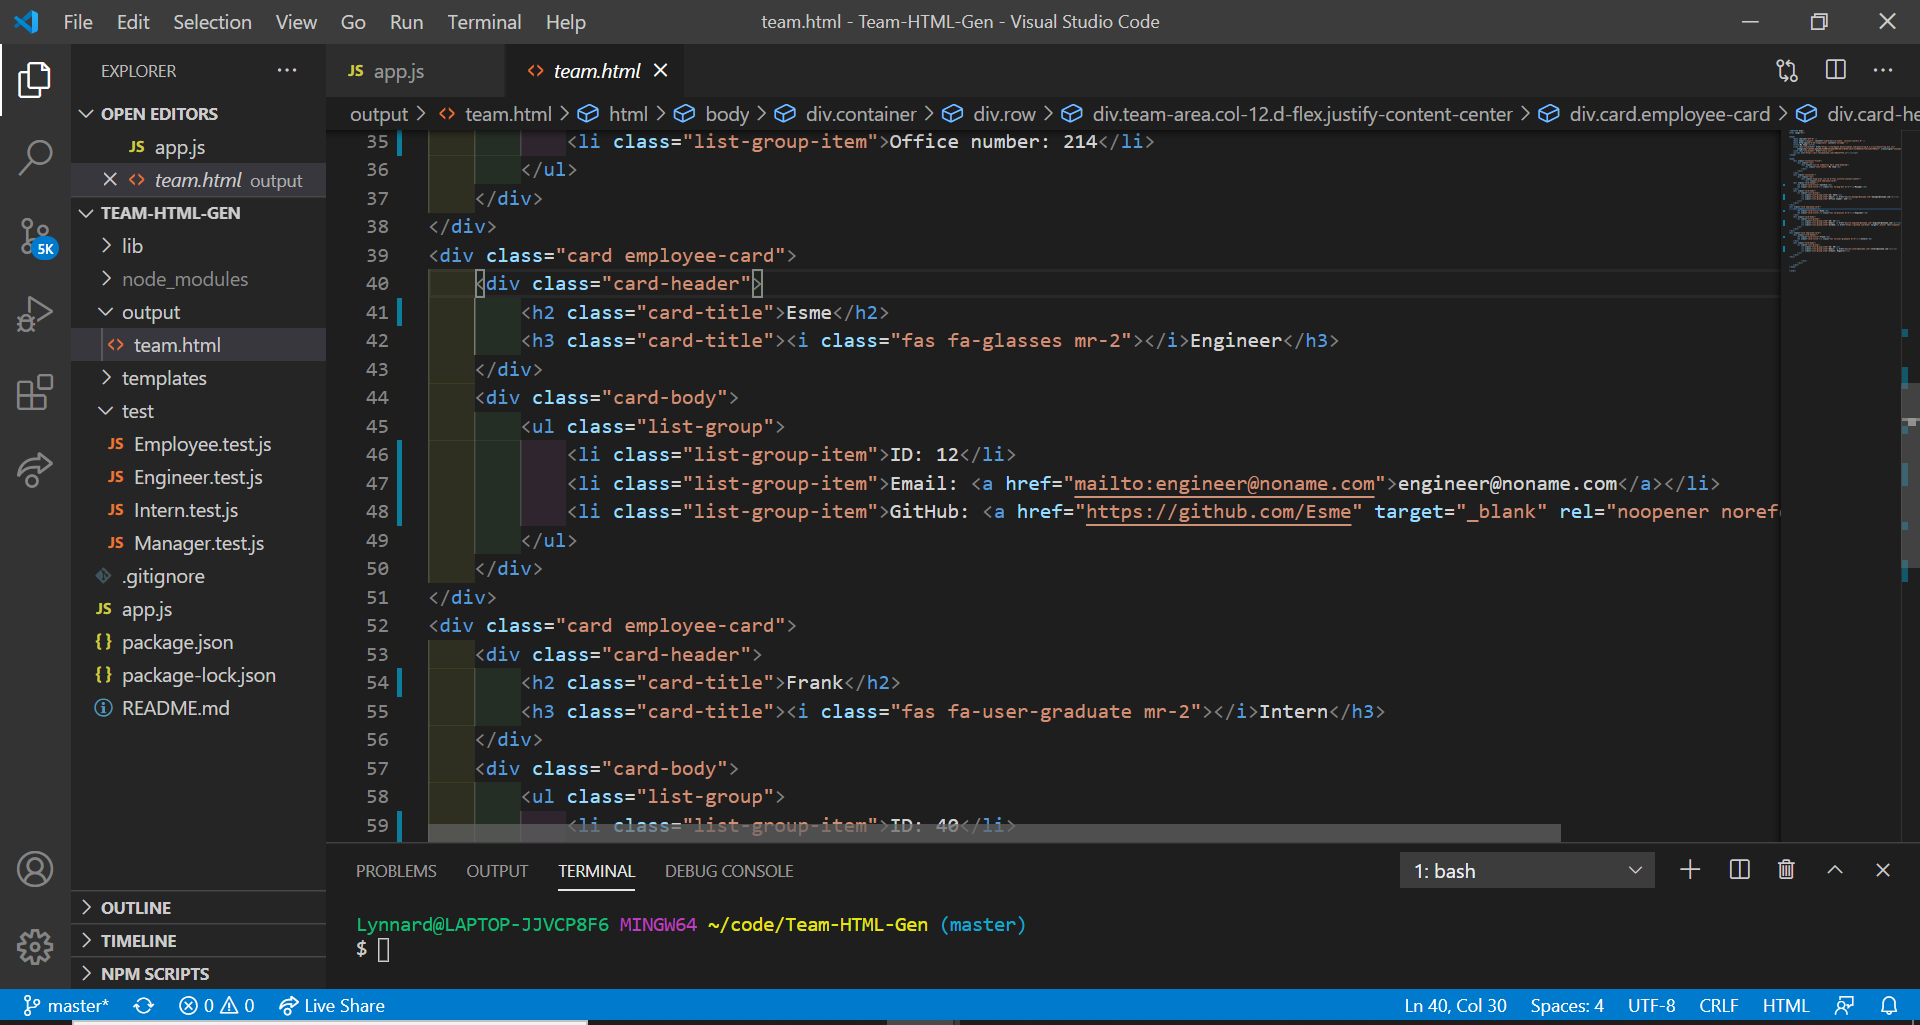 File Edit Selection View Go Run Terminal Help
team.html - Team-HTML-Gen - Visual Studio Code
EXPLORER
OPEN EDITORS
JS app.js
team.html output
TEAM-HTML-GEN
lib
node_modules
output
team.html
templates
test
JS Employee.test.js
JS Engineer.test.js
JS Intern.test.js
JS Manager.test.js
.gitignore
JS app.js
{} package.json
{} package-lock.json
README.md
OUTLINE
TIMELINE
NPM SCRIPTS
5K
JS app.js
<> team.html
output > <> team.html > html > body > div.container > div.row > div.team-area.col-12.d-flex.justify-content-center > div.card.employee-card > div.card-he
35 <li class="list-group-item">Office number: 214</li>
36 </ul>
37 </div>
38 </div>
39 <div class="card employee-card">
40 <div class="card-header">
41 <h2 class="card-title">Esme</h2>
42 <h3 class="card-title"><i class="fas fa-glasses mr-2"></i>Engineer</h3>
43 </div>
44 <div class="card-body">
45 <ul class="list-group">
46 <li class="list-group-item">ID: 12</li>
47 <li class="list-group-item">Email: <a href="mailto:engineer@noname.com">engineer@noname.com</a></li>
48 <li class="list-group-item">GitHub: <a href="https://github.com/Esme" target="_blank" rel="noopener noref
49 </ul>
50 </div>
51 </div>
52 <div class="card employee-card">
53 <div class="card-header">
54 <h2 class="card-title">Frank</h2>
55 <h3 class="card-title"><i class="fas fa-user-graduate mr-2"></i>Intern</h3>
56 </div>
57 <div class="card-body">
58 <ul class="list-group">
59 <li class="list-group-item">ID: 40</li>
PROBLEMS OUTPUT TERMINAL DEBUG CONSOLE
1: bash
Lynnard@LAPTOP-JJVCP8F6 MINGW64 ~/code/Team-HTML-Gen (master)
$
master* 0 0 Live Share
Ln 40, Col 30 Spaces: 4 UTF-8 CRLF HTML